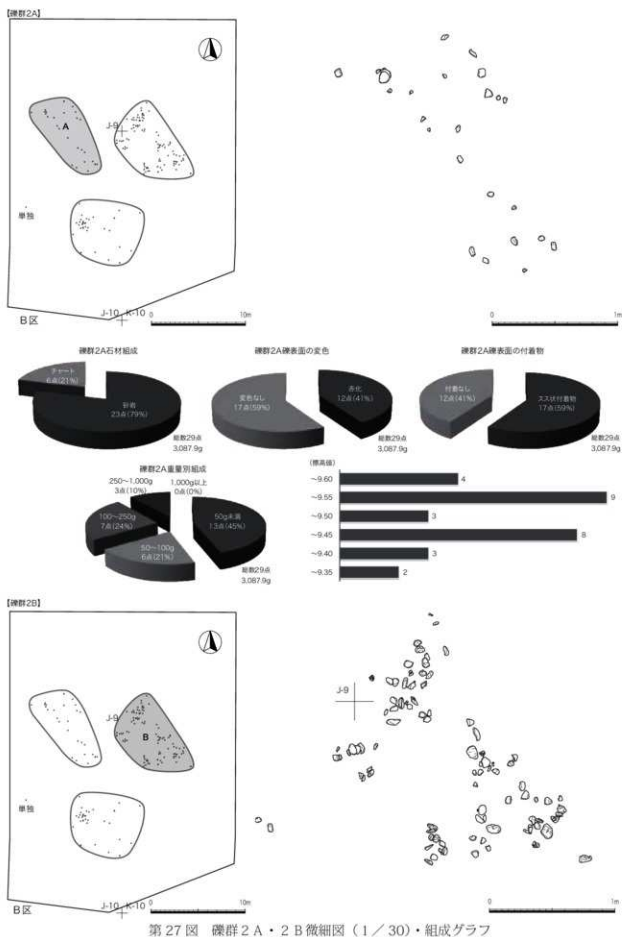 【礫群2A】
A
J-9
単独
J-10 K-10
B区
0 10m
0 1m
礫群2A石材組成
チャート
6点(21%)
砂岩
23点(79%)
総数29点
3,087.9g
礫群2A礫表面の変色
変色なし
17点(59%)
赤化
12点(41%)
総数29点
3,087.9g
礫群2A礫表面の付着物
付着なし
12点(41%)
スス状付着物
17点(59%)
総数29点
3,087.9g
礫群2A重量別組成
250～1,000g
3点(10%)
1,000g以上
0点(0%)
100～250g
7点(24%)
50g未満
13点(45%)
50～100g
6点(21%)
総数29点
3,087.9g
(標高値)
～9.60 4
～9.55 9
～9.50 3
～9.45 8
～9.40 3
～9.35 2
【礫群2B】
J-9
B
単独
J-10 K-10
B区
0 10m
J-9
0 1m
第27図 礫群2A・2B微細図(1/30)・組成グラフ